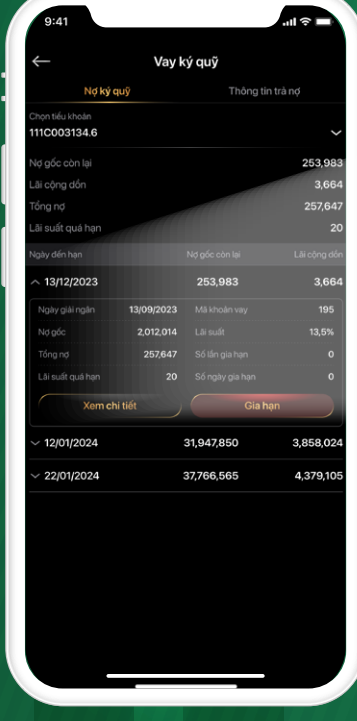 9:41
Vay ký quỹ
Nợ ký quỹ Thông tin trả nợ
Chọn tiểu khoản
111C003134.6
Nợ gốc còn lại 253,983
Lãi cộng dồn 3,664
Tổng nợ 257,647
Lãi suất quá hạn 20
Ngày đến hạn Nợ gốc còn lại Lãi cộng dồn
13/12/2023 253,983 3,664
Ngày giải ngân 13/09/2023 Mã khoản vay 195
Nợ gốc 2,012,014 Lãi suất 13,5%
Tổng nợ 257,647 Số lần gia hạn 0
Lãi suất quá hạn 20 Số ngày gia hạn 0
Xem chi tiết Gia hạn
12/01/2024 31,947,850 3,858,024
22/01/2024 37,766,565 4,379,105